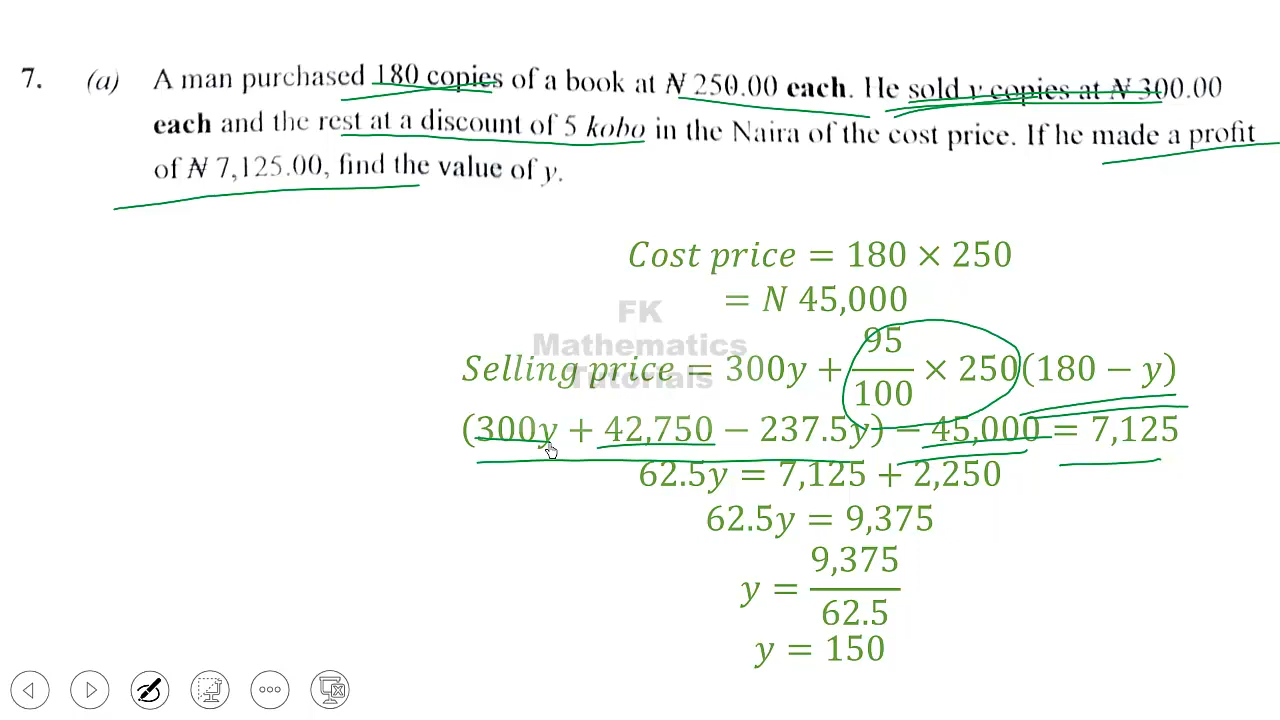 7. (a) A man purchased 180 copies of a book at ₦ 250.00 each. He sold y copies at ₦ 300.00
each and the rest at a discount of 5 kobo in the Naira of the cost price. If he made a profit
of ₦ 7,125.00, find the value of y.
Cost price = 180 × 250
= N 45,000
FK
Mathematics
Tutorials
Selling price = 300y + 95/100 × 250(180 − y)
(300y + 42,750 − 237.5y) − 45,000 = 7,125
62.5y = 7,125 + 2,250
62.5y = 9,375
y = 9,375/62.5
y = 150